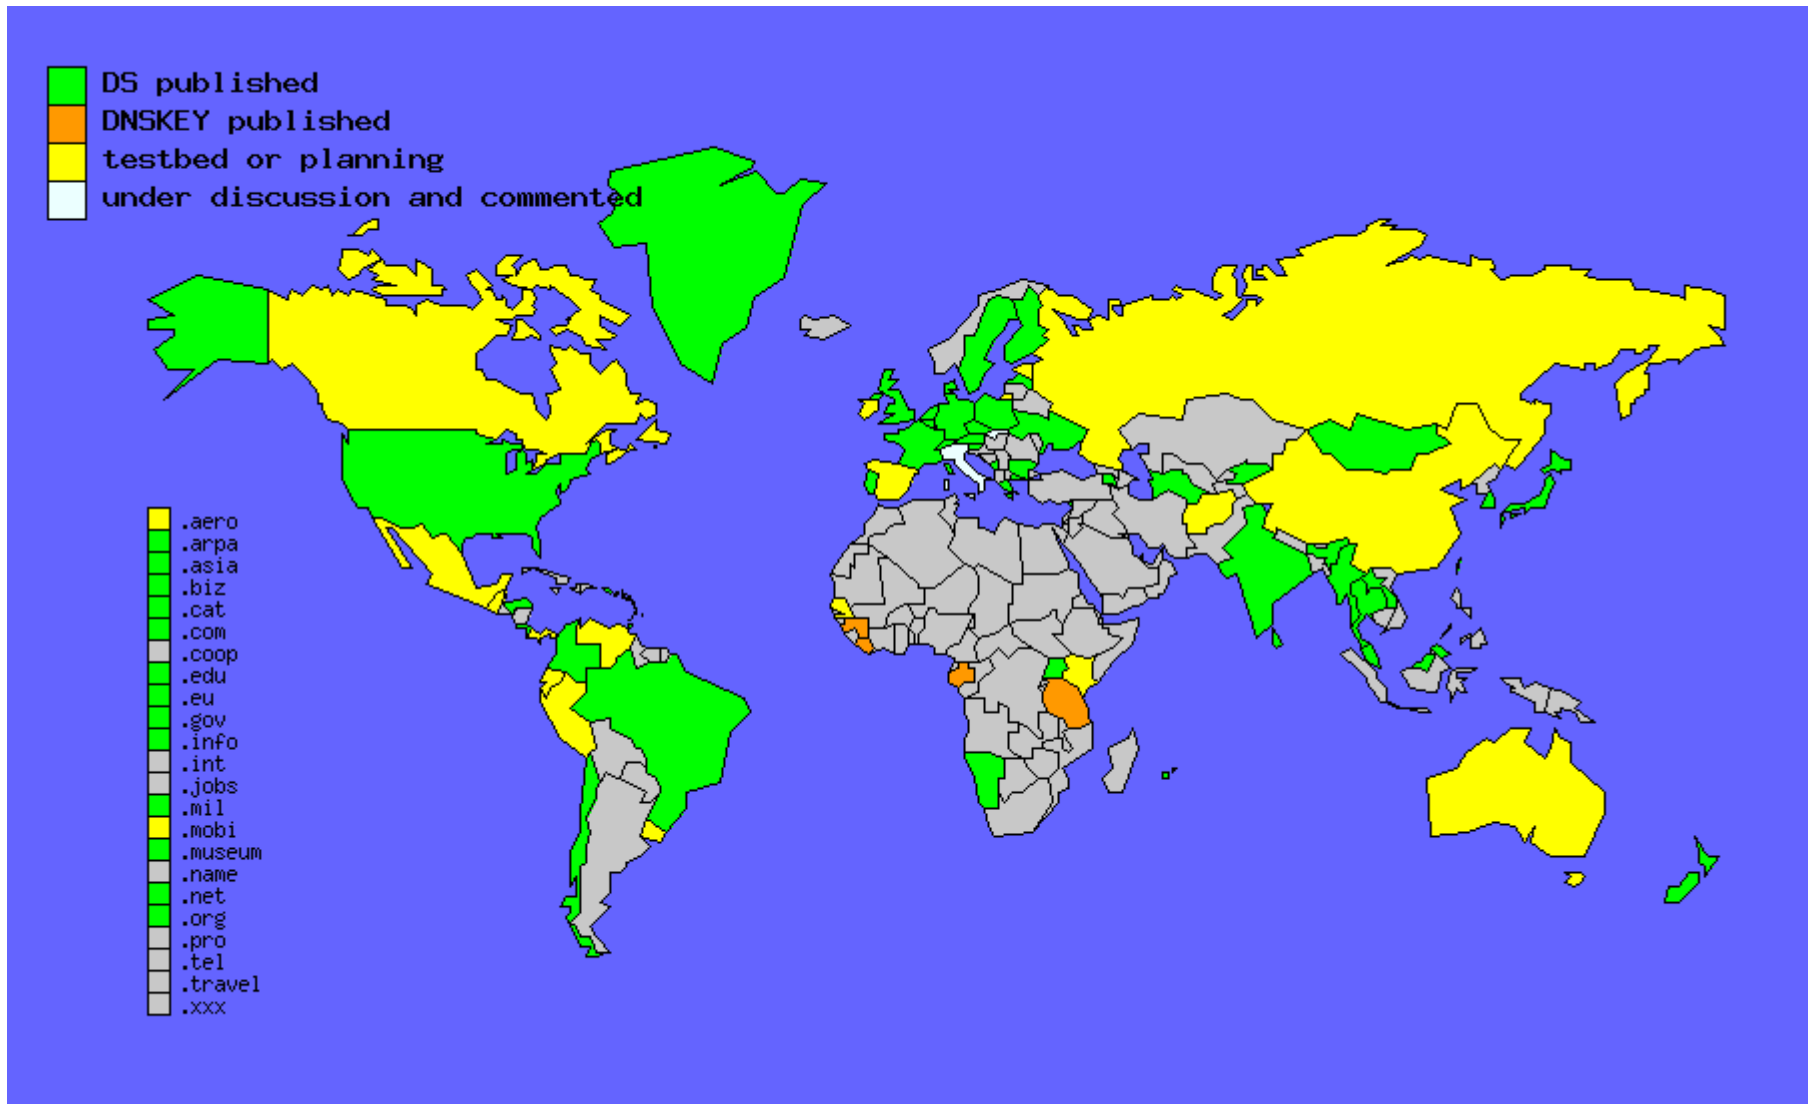 DS published
DNSKEY published
testbed or planning
under discussion and commented
.aero
.arpa
.asia
.biz
.cat
.com
.coop
.edu
.eu
.gov
.info
.int
.jobs
.mil
.mobi
.museum
.name
.net
.org
.pro
.tel
.travel
.xxx